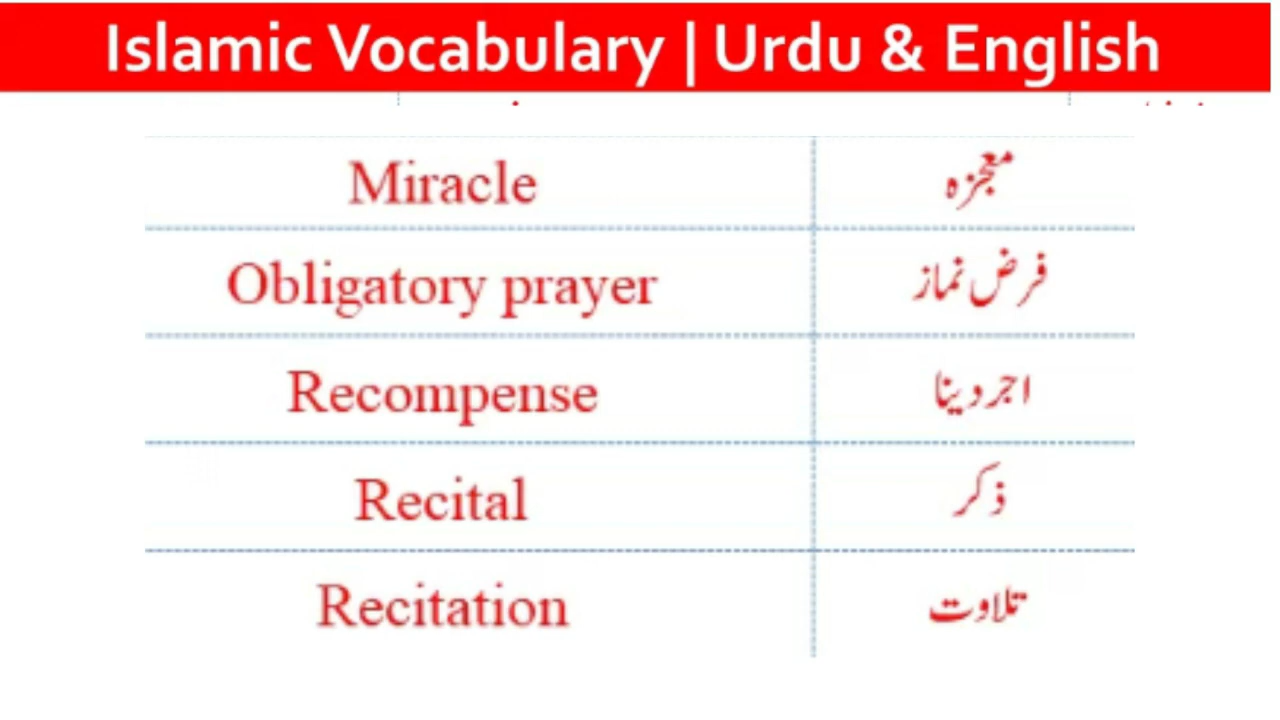 Islamic Vocabulary | Urdu & English
Miracle معجزہ
Obligatory prayer فرض نماز
Recompense اجر دینا
Recital ذکر
Recitation تلاوت